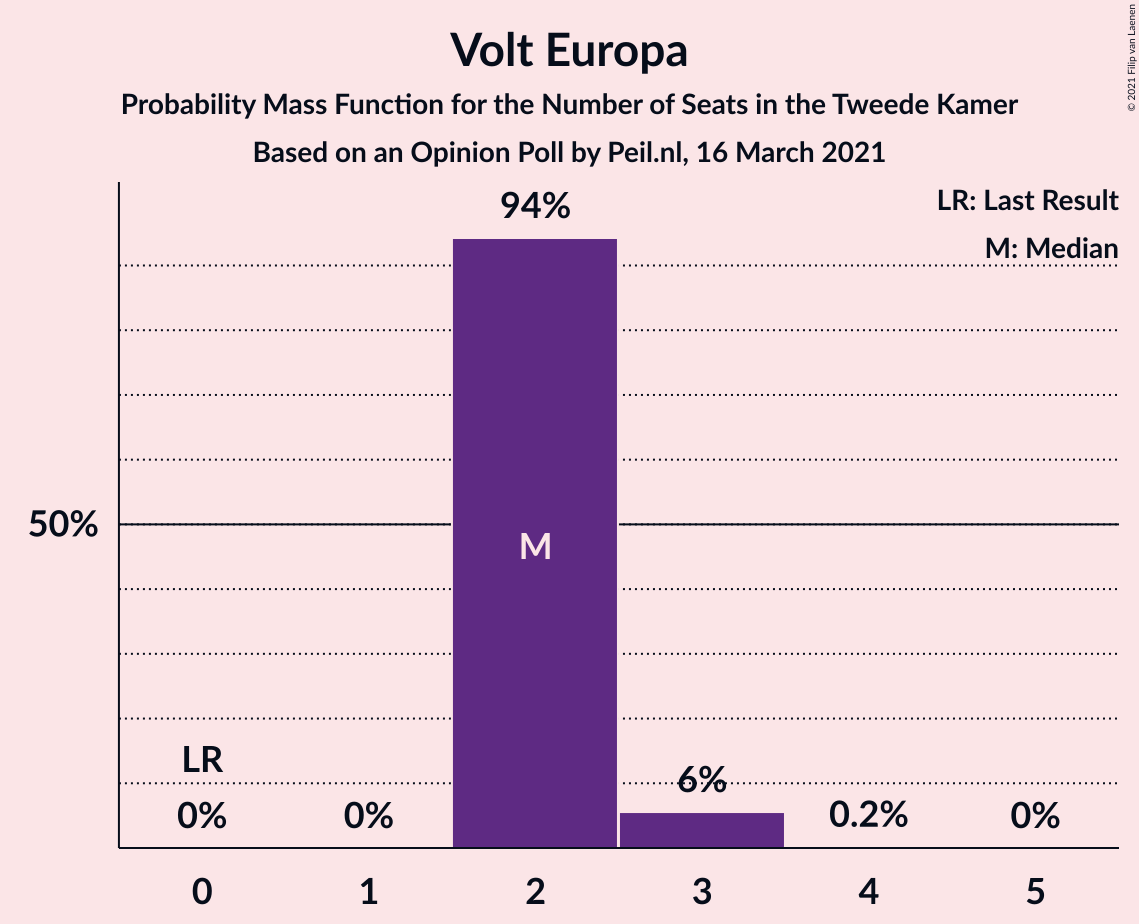 Volt Europa
Probability Mass Function for the Number of Seats in the Tweede Kamer
Based on an Opinion Poll by Peil.nl, 16 March 2021
© 2021 Filip van Laenen
LR: Last Result
M: Median
94%
50%
M
LR
0%
0%
6%
0.2%
0%
0
1
2
3
4
5